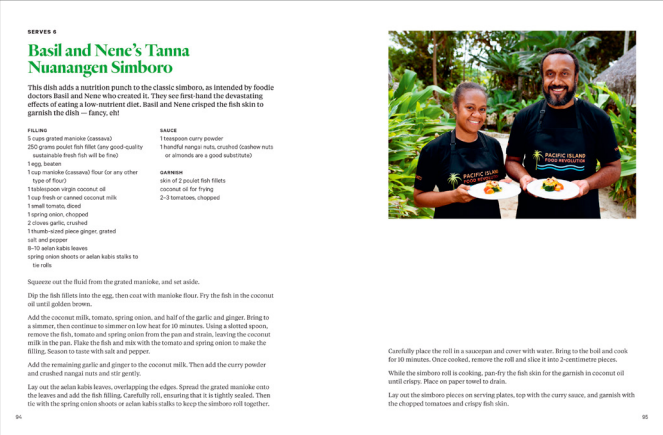 SERVES 6
Basil and Nene's Tanna
Nuanangen Simboro
This dish adds a nutrition punch to the classic simboro, as intended by foodie
doctors Basil and Nene who created it. They see first-hand the devastating
effects of eating a low-nutrient diet. Basil and Nene crisped the fish skin to
garnish the dish — fancy, eh!
FILLING
5 cups grated manioke (cassava)
250 grams poulet fish fillet (any good-quality
sustainable fresh fish will be fine)
1 egg, beaten
1 cup manioke (cassava) flour (or any other
type of flour)
1 tablespoon virgin coconut oil
1 cup fresh or canned coconut milk
1 small tomato, diced
1 spring onion, chopped
2 cloves garlic, crushed
1 thumb-sized piece ginger, grated
salt and pepper
8–10 aelan kabis leaves
spring onion shoots or aelan kabis stalks to
tie rolls
SAUCE
1 teaspoon curry powder
1 handful nangai nuts, crushed (cashew nuts
or almonds are a good substitute)
GARNISH
skin of 2 poulet fish fillets
coconut oil for frying
2–3 tomatoes, chopped
Squeeze out the fluid from the grated manioke, and set aside.
Dip the fish fillets into the egg, then coat with manioke flour. Fry the fish in the coconut
oil until golden brown.
Add the coconut milk, tomato, spring onion, and half of the garlic and ginger. Bring to
a simmer, then continue to simmer on low heat for 10 minutes. Using a slotted spoon,
remove the fish, tomato and spring onion from the pan and strain, leaving the coconut
milk in the pan. Flake the fish and mix with the tomato and spring onion to make the
filling. Season to taste with salt and pepper.
Add the remaining garlic and ginger to the coconut milk. Then add the curry powder
and crushed nangai nuts and stir gently.
Lay out the aelan kabis leaves, overlapping the edges. Spread the grated manioke onto
the leaves and add the fish filling. Carefully roll, ensuring that it is tightly sealed. Then
tie with the spring onion shoots or aelan kabis stalks to keep the simboro roll together.
94
PACIFIC ISLAND
FOOD REVOLUTION
PACIFIC ISLAND
FOOD REVOLUTION
Carefully place the roll in a saucepan and cover with water. Bring to the boil and cook
for 10 minutes. Once cooked, remove the roll and slice it into 2-centimetre pieces.
While the simboro roll is cooking, pan-fry the fish skin for the garnish in coconut oil
until crispy. Place on paper towel to drain.
Lay out the simboro pieces on serving plates, top with the curry sauce, and garnish with
the chopped tomatoes and crispy fish skin.
95